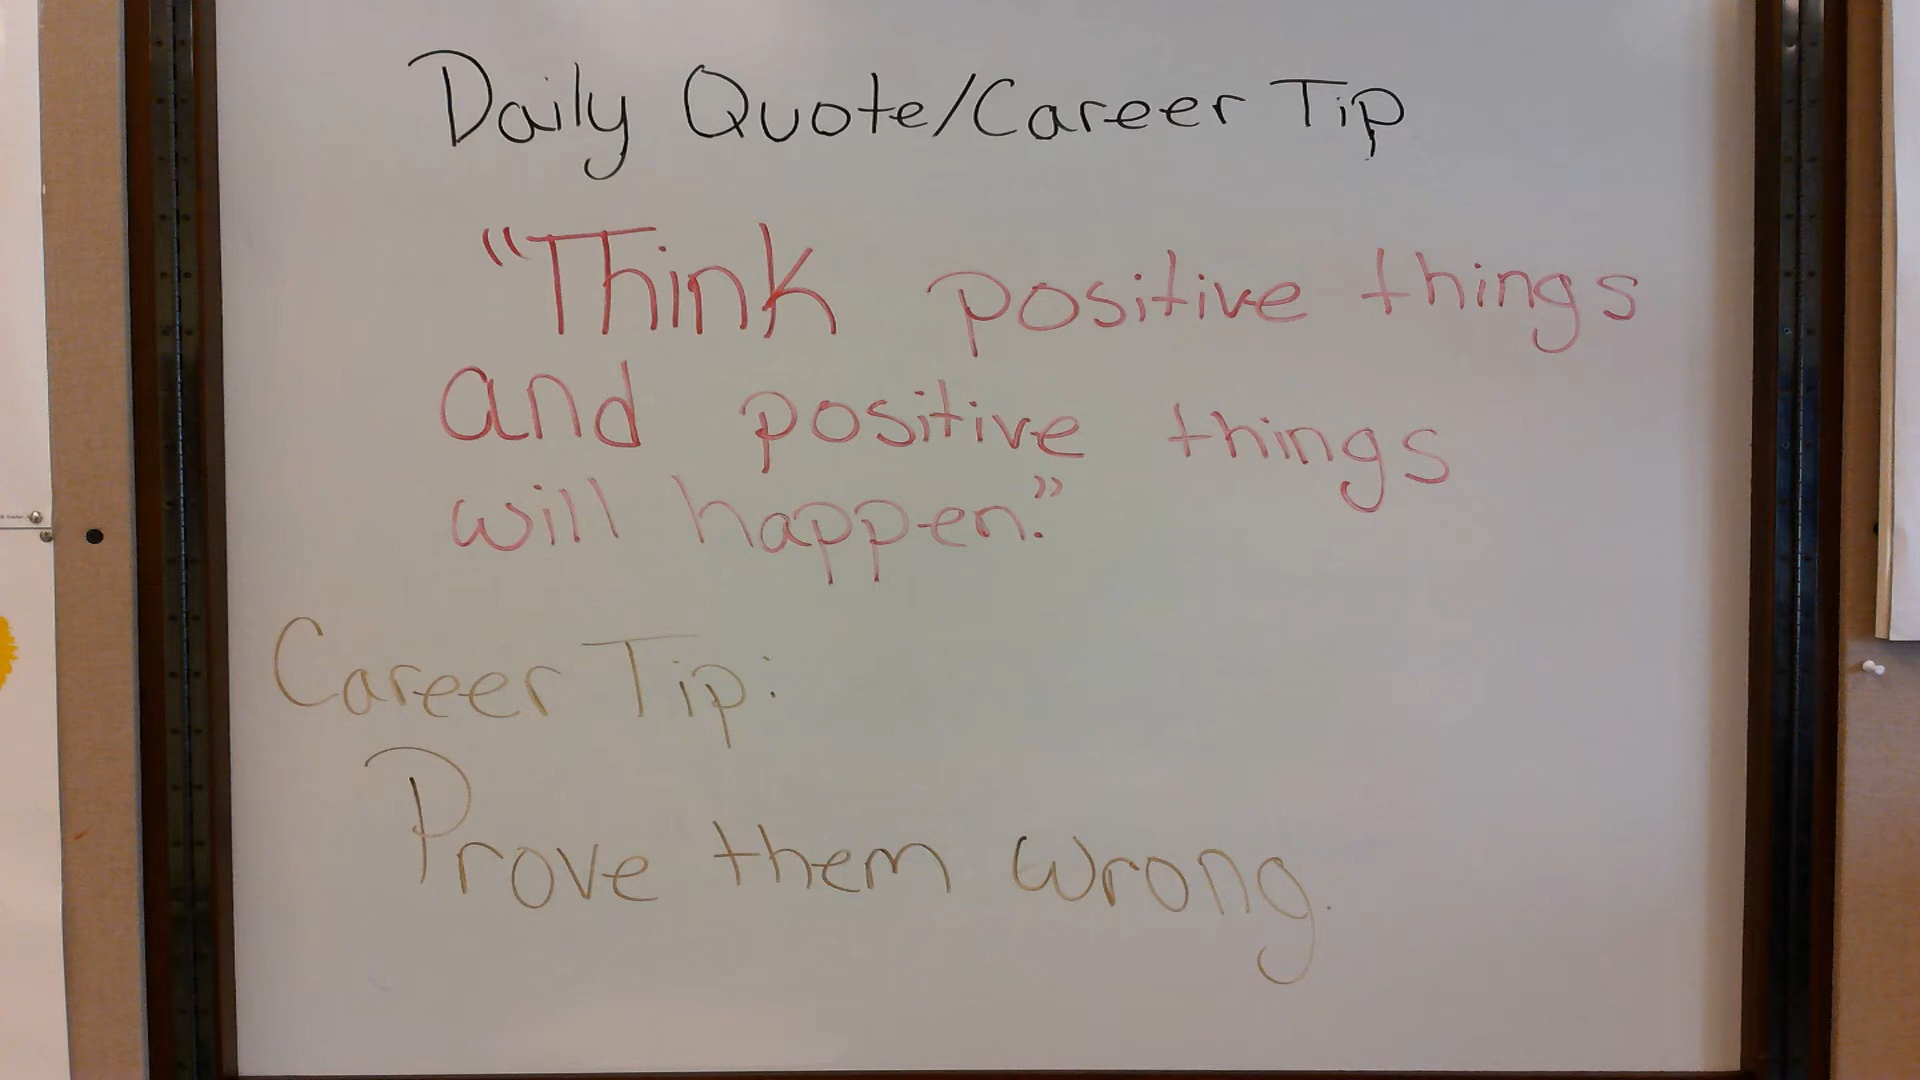 Daily Quote/Career Tip
"Think positive things
and positive things
will happen."
Career Tip:
Prove them wrong.